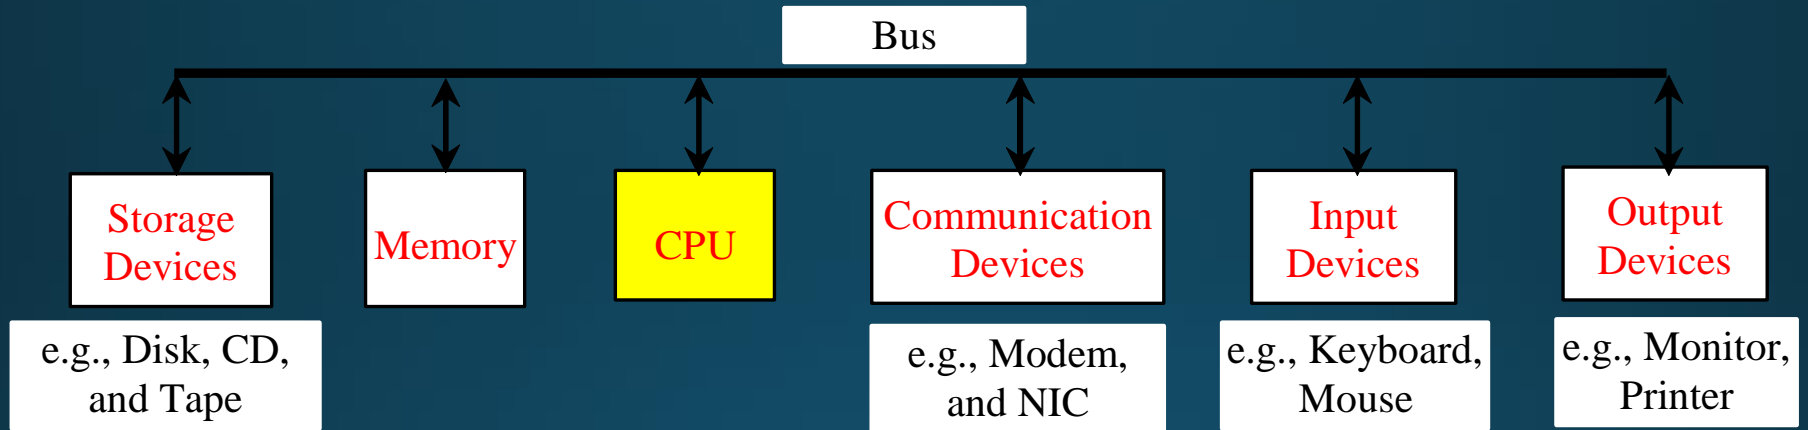 Bus
Storage
Devices
Memory
CPU
Communication
Devices
Input
Devices
Output
Devices
e.g., Disk, CD,
and Tape
e.g., Modem,
and NIC
e.g., Keyboard,
Mouse
e.g., Monitor,
Printer